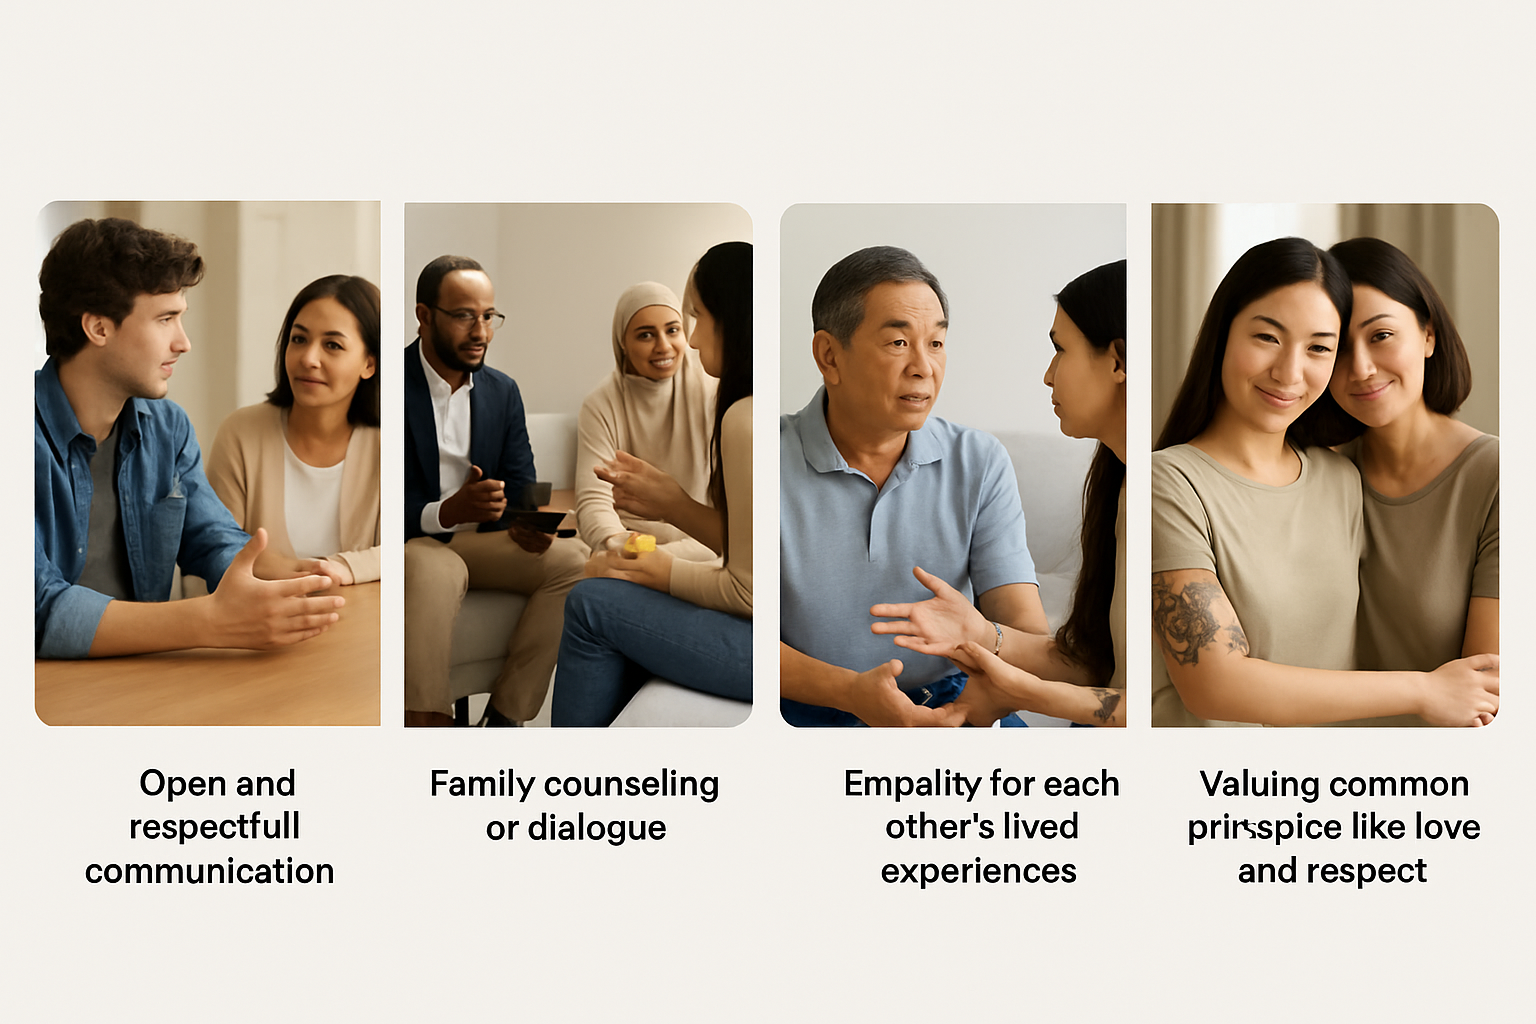 Open and
respectfull
communication
Family counseling
or dialogue
Empality for each
other's lived
experiences
Valuing common
like love
and respect